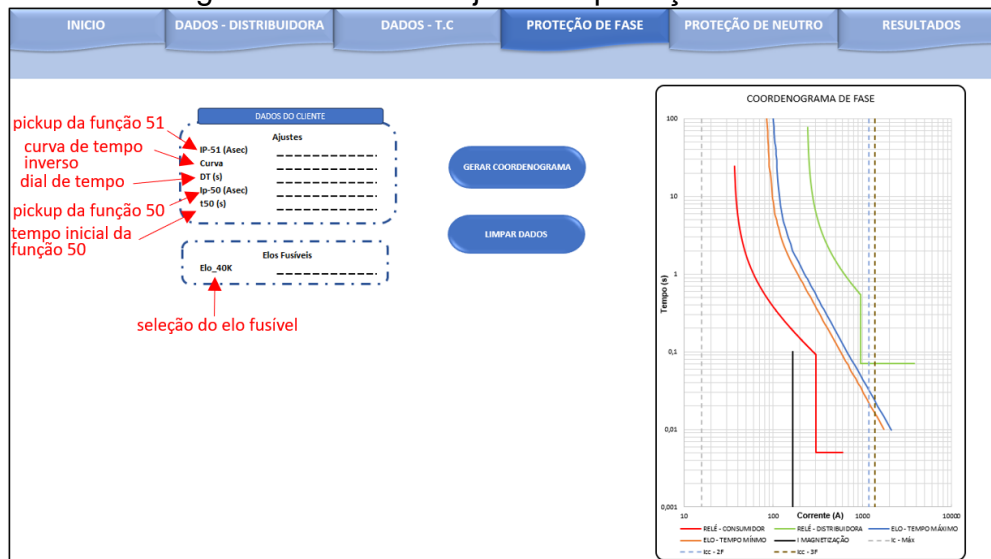 INICIO
DADOS - DISTRIBUIDORA
DADOS - T.C
PROTEÇÃO DE FASE
PROTEÇÃO DE NEUTRO
RESULTADOS
pickup da função 51
curva de tempo
inverso
dial de tempo
pickup da função 50
tempo inicial da
função 50
DADOS DO CLIENTE
Ajustes
IP-51 (Asec)
Curva
DT (s)
Ip-50 (Asec)
t50 (s)
Elos Fusíveis
Elo_40K
seleção do elo fusível
GERAR COORDENOGRAMA
LIMPAR DADOS
COORDENOGRAMA DE FASE
Tempo (s)
100
10
1
0,1
0,01
0,001
10
100
Corrente (A)
1000
10000
RELÉ - CONSUMIDOR
RELÉ - DISTRIBUIDORA
ELO - TEMPO MÁXIMO
ELO - TEMPO MÍNMO
I MAGNETIZAÇÃO
Ic - Máx
Icc - 2F
Icc - 3F